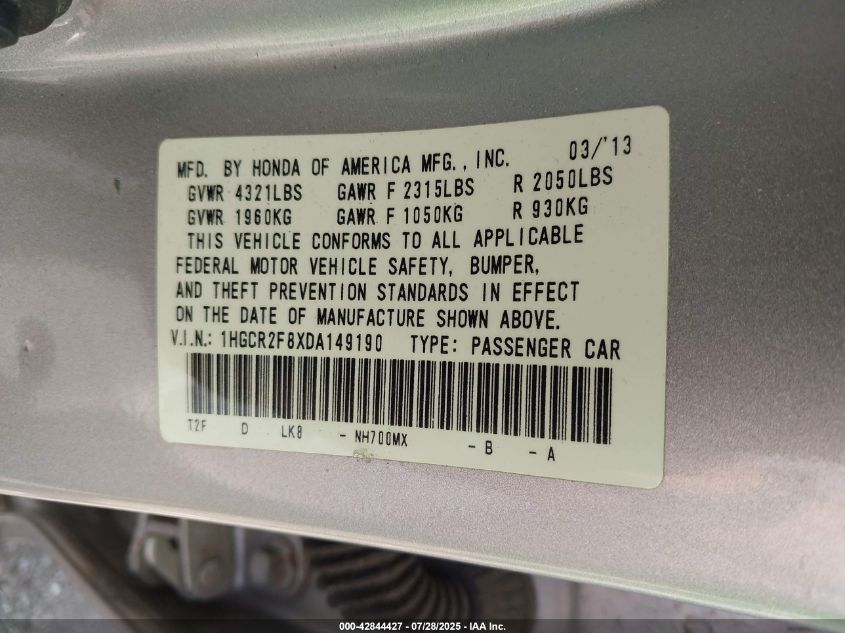 MFD. BY HONDA OF AMERICA MFG., INC. 03/'13
GVWR 4321LBS GAWR F 2315LBS R 2050LBS
GVWR 1960KG GAWR F 1050KG R 930KG
THIS VEHICLE CONFORMS TO ALL APPLICABLE
FEDERAL MOTOR VEHICLE SAFETY, BUMPER,
AND THEFT PREVENTION STANDARDS IN EFFECT
ON THE DATE OF MANUFACTURE SHOWN ABOVE.
V.I.N.: 1HGCR2F8XDA149190 TYPE: PASSENGER CAR
T2F D LK8 - NH700MX - B - A
000-42844427 - 07/28/2025 - IAA Inc.